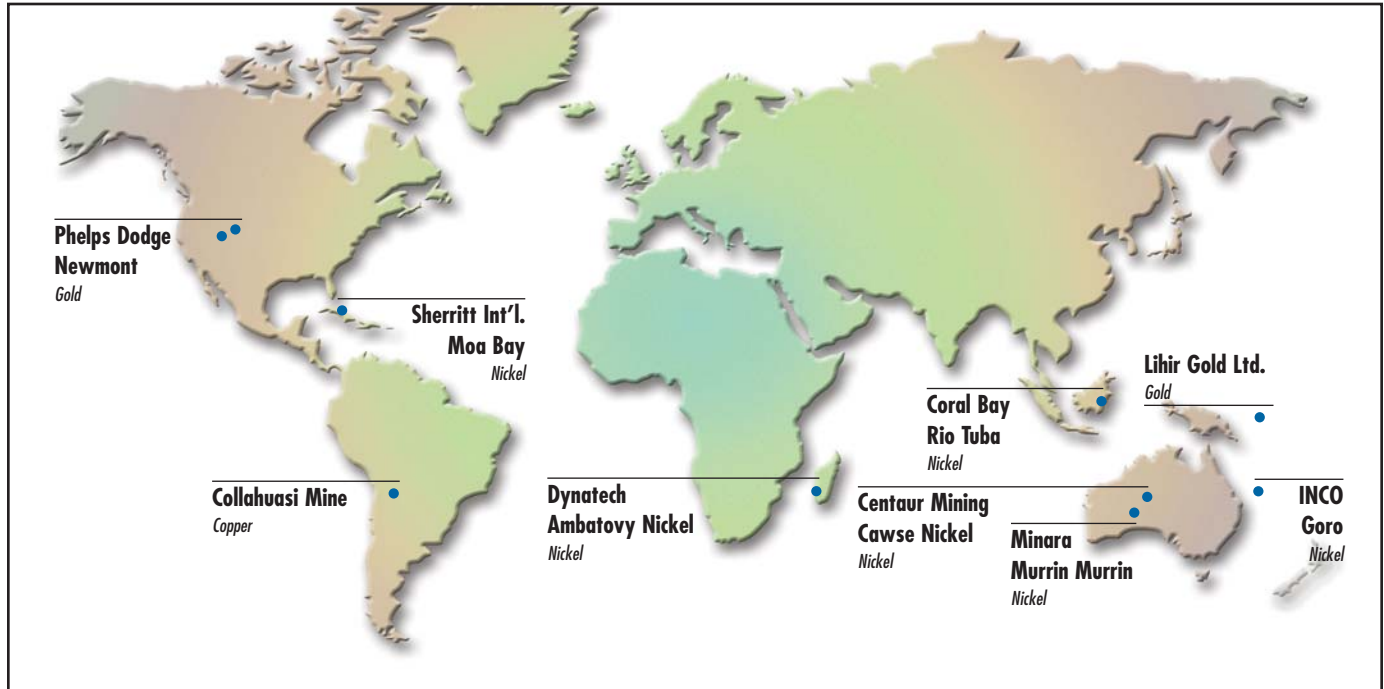 Phelps Dodge
Newmont
Gold
Sherritt Int'l.
Moa Bay
Nickel
Collahuasi Mine
Copper
Dynatech
Ambatovy Nickel
Nickel
Coral Bay
Rio Tuba
Nickel
Lihir Gold Ltd.
Gold
Centaur Mining
Cawse Nickel
Nickel
Minara
Murrin Murrin
Nickel
INCO
Goro
Nickel